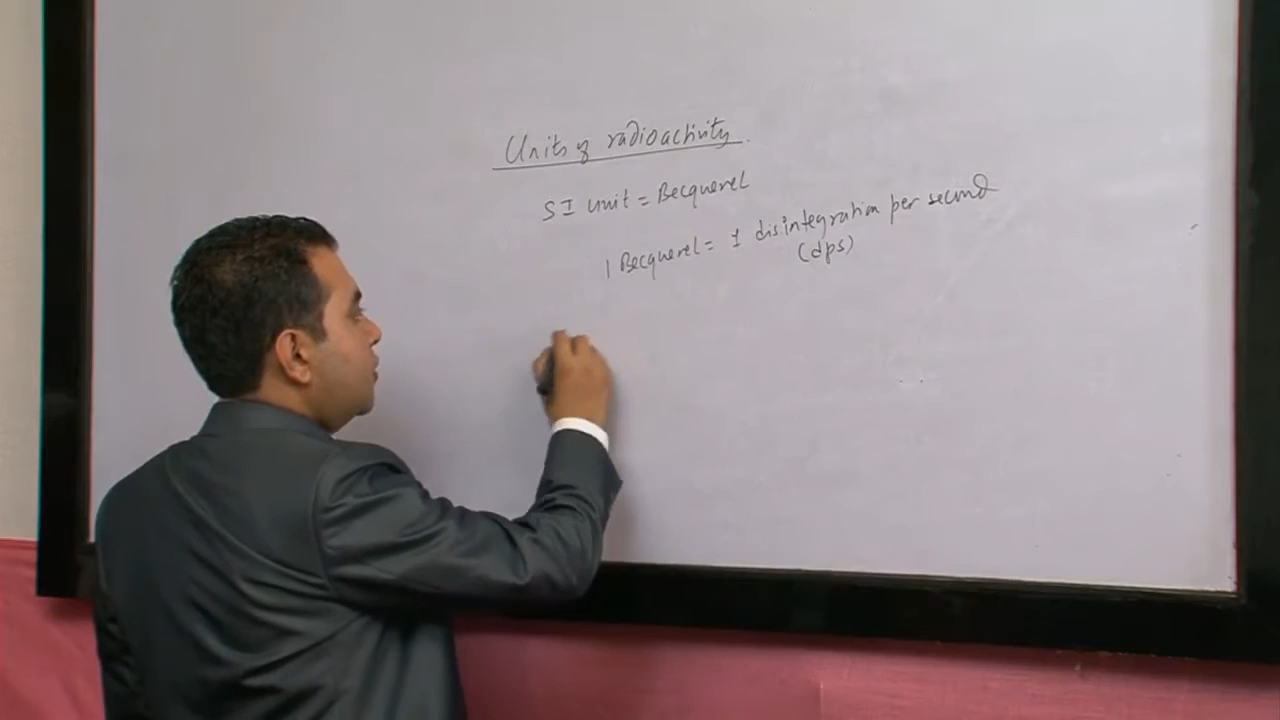 Units of radioactivity.
SI unit = Becquerel
1 Becquerel = 1 disintegration per second
(dps)